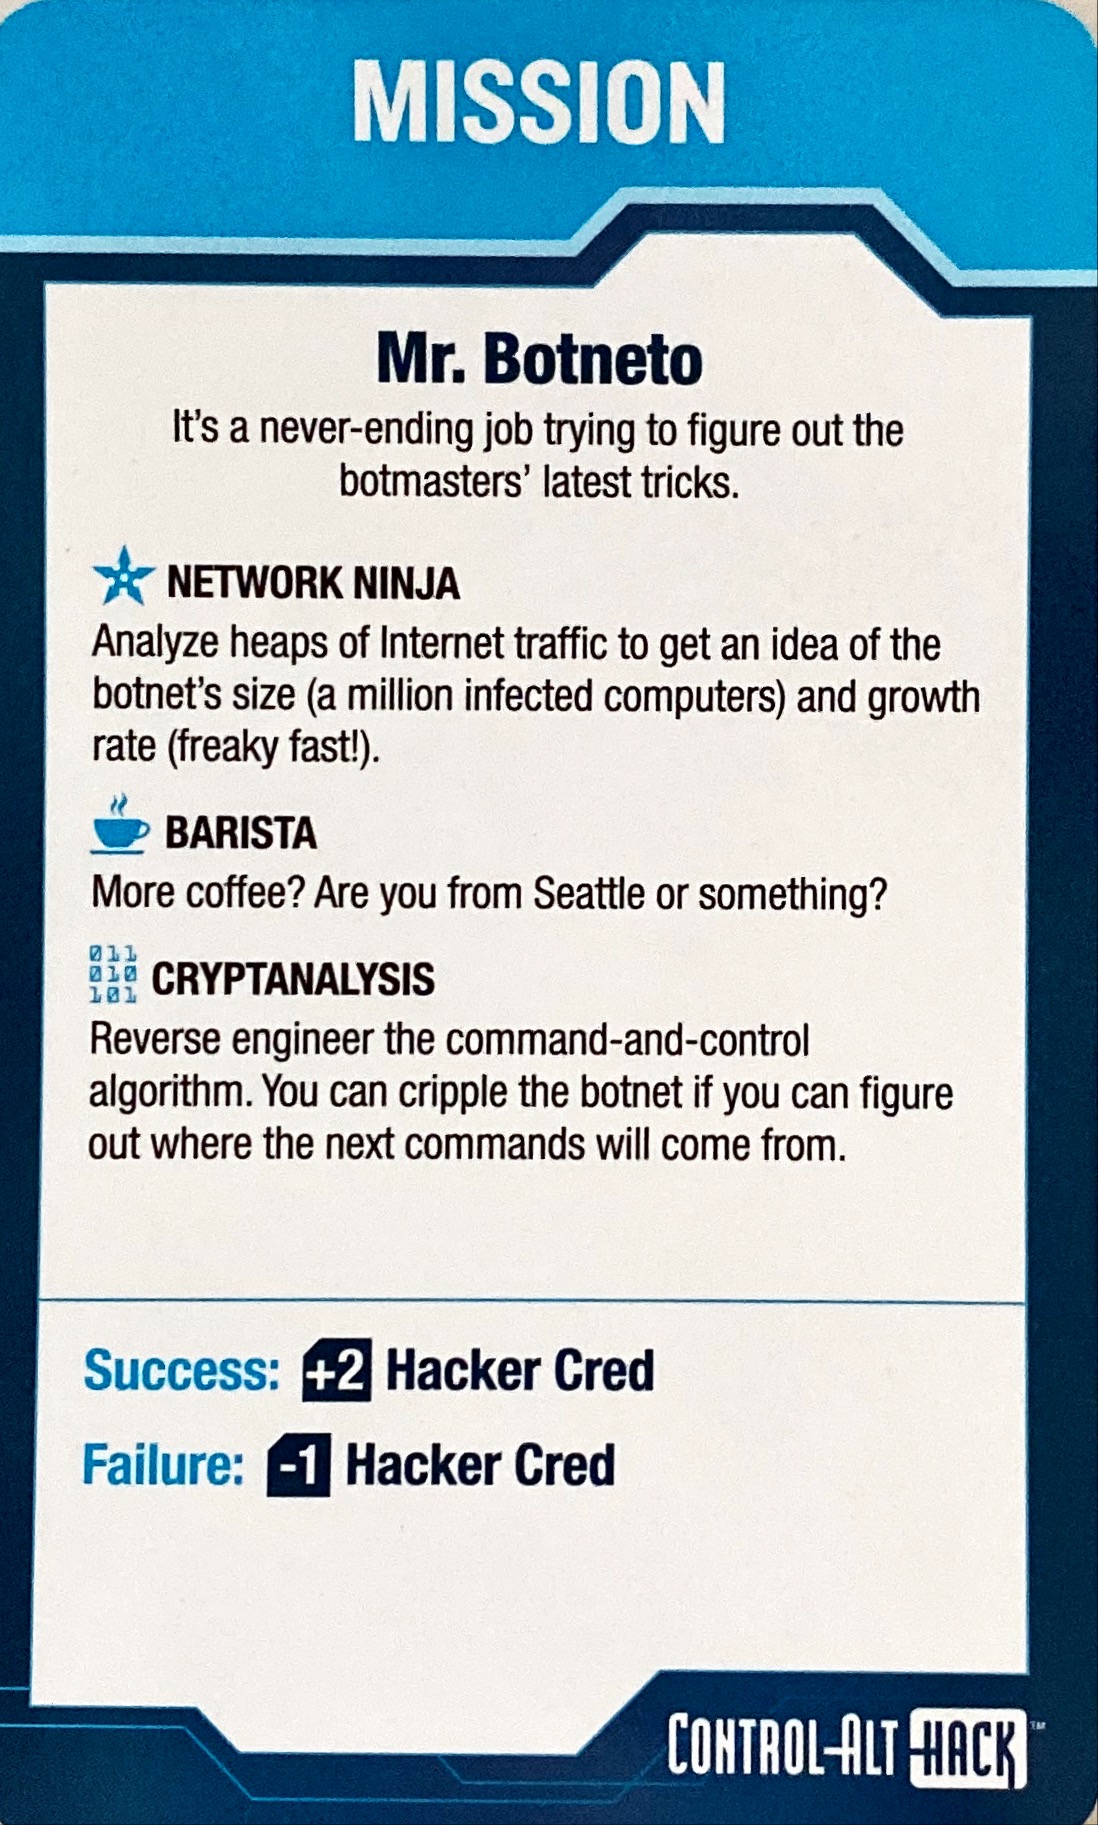 MISSION
Mr. Botneto
It's a never-ending job trying to figure out the
botmasters' latest tricks.
NETWORK NINJA
Analyze heaps of Internet traffic to get an idea of the
botnet's size (a million infected computers) and growth
rate (freaky fast!).
BARISTA
More coffee? Are you from Seattle or something?
011
010
101
CRYPTANALYSIS
Reverse engineer the command-and-control
algorithm. You can cripple the botnet if you can figure
out where the next commands will come from.
Success: +2 Hacker Cred
Failure: -1 Hacker Cred
CONTROL-ALT-HACK™